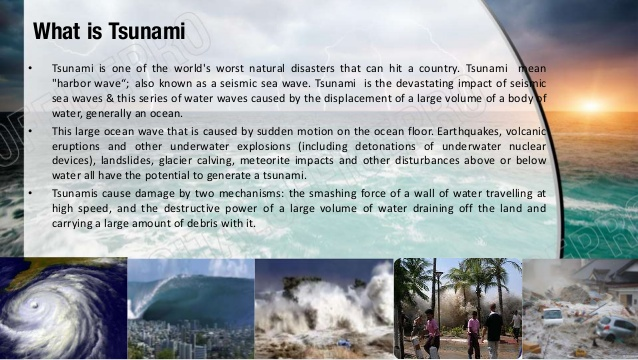 What is Tsunami
• Tsunami is one of the world's worst natural disasters that can hit a country. Tsunami mean
"harbor wave“; also known as a seismic sea wave. Tsunami is the devastating impact of seismic
sea waves & this series of water waves caused by the displacement of a large volume of a body of
water, generally an ocean.
• This large ocean wave that is caused by sudden motion on the ocean floor. Earthquakes, volcanic
eruptions and other underwater explosions (including detonations of underwater nuclear
devices), landslides, glacier calving, meteorite impacts and other disturbances above or below
water all have the potential to generate a tsunami.
• Tsunamis cause damage by two mechanisms: the smashing force of a wall of water travelling at
high speed, and the destructive power of a large volume of water draining off the land and
carrying a large amount of debris with it.